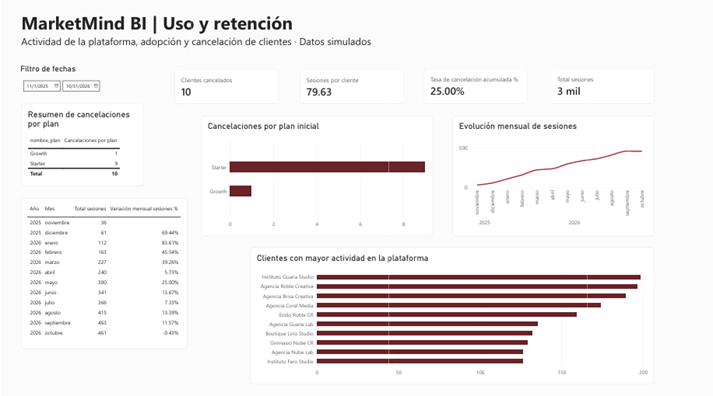 MarketMind BI | Uso y retención
Actividad de la plataforma, adopción y cancelación de clientes · Datos simulados
Filtro de fechas
11/1/2025 10/31/2026
Clientes cancelados
10
Sesiones por cliente
79.63
Tasa de cancelación acumulada %
25.00%
Total sesiones
3 mil
Resumen de cancelaciones
por plan
nombre_plan Cancelaciones por plan
Growth 1
Starter 9
Total 10
Cancelaciones por plan inicial
Starter
Growth
0 2 4 6 8
Evolución mensual de sesiones
500
0
noviembre diciembre enero febrero marzo abril mayo junio julio agosto septiembre octubre
2025 2026
Año Mes Total sesiones Variación mensual sesiones %
2025 noviembre 36
2025 diciembre 61 69.44%
2026 enero 112 83.61%
2026 febrero 163 45.54%
2026 marzo 227 39.26%
2026 abril 240 5.73%
2026 mayo 300 25.00%
2026 junio 341 13.67%
2026 julio 366 7.33%
2026 agosto 415 13.39%
2026 septiembre 463 11.57%
2026 octubre 461 -0.43%
Clientes con mayor actividad en la plataforma
Instituto Guaria Studio
Agencia Roble Creativa
Agencia Brisa Creativa
Agencia Coral Media
Estilo Roble CR
Agencia Guaria Lab
Boutique Lirio Studio
Gimnasio Nube CR
Agencia Nube Lab
Instituto Faro Studio
0 50 100 150 200